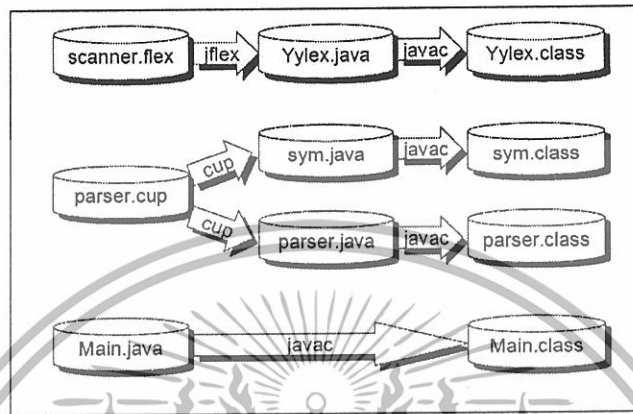 scanner.flex jflex Yylex.java javac Yylex.class
cup sym.java javac sym.class
parser.cup
cup parser.java javac parser.class
Main.java javac Main.class